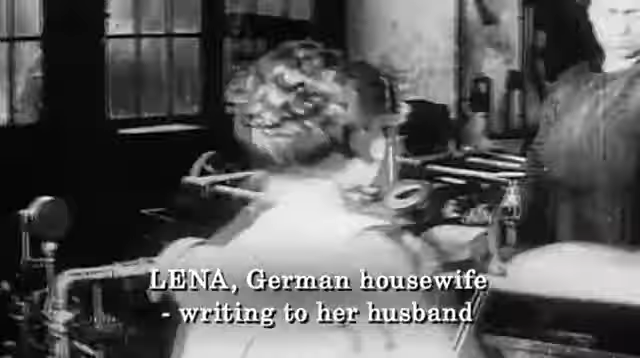 LENA, German housewife
- writing to her husband